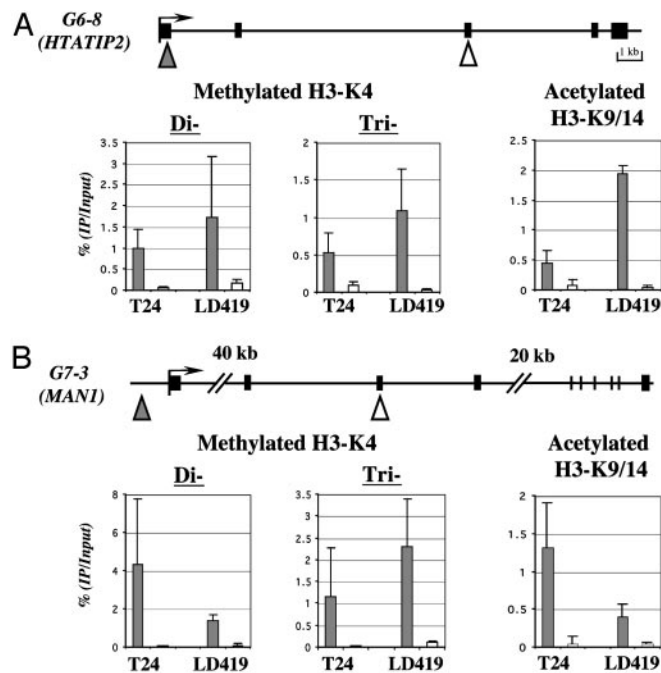 A
G6-8
(HTATIP2)
1 kb
Methylated H3-K4
Acetylated
H3-K9/14
Di-
Tri-
% (IP/Input)
3.5
3
2.5
2
1.5
1
0.5
0
T24 LD419
2
1.5
1
0.5
0
T24 LD419
2.5
2
1.5
1
0.5
0
T24 LD419
B
G7-3
(MAN1)
40 kb
20 kb
Methylated H3-K4
Acetylated
H3-K9/14
Di-
Tri-
% (IP/Input)
8
6
4
2
0
T24 LD419
3.5
3
2.5
2
1.5
1
0.5
0
T24 LD419
2
1.5
1
0.5
0
T24 LD419